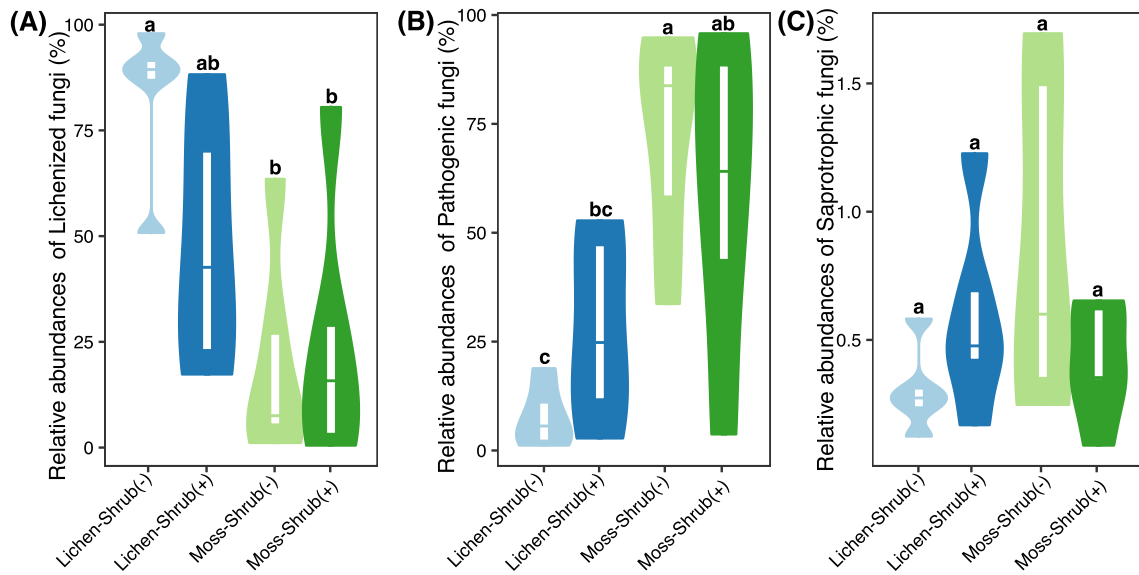 (A)
Relative abundances of Lichenized fungi (%)
100
75
50
25
0
a
ab
b
b
Lichen-Shrub(-)
Lichen-Shrub(+)
Moss-Shrub(-)
Moss-Shrub(+)
(B)
Relative abundances of Pathogenic fungi (%)
100
75
50
25
0
c
bc
a
ab
Lichen-Shrub(-)
Lichen-Shrub(+)
Moss-Shrub(-)
Moss-Shrub(+)
(C)
Relative abundances of Saprotrophic fungi (%)
1.5
1.0
0.5
a
a
a
a
Lichen-Shrub(-)
Lichen-Shrub(+)
Moss-Shrub(-)
Moss-Shrub(+)